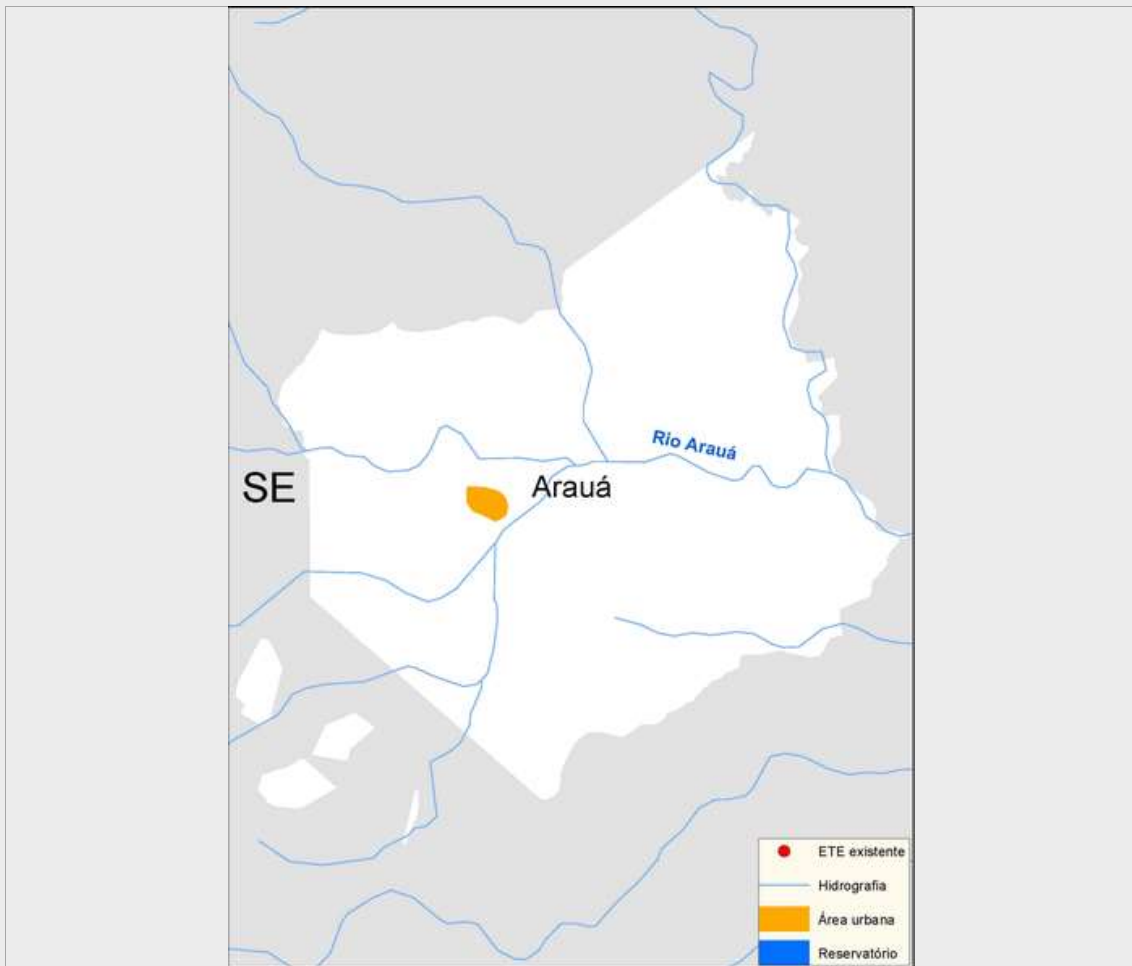 Rio Arauá
SE
Arauá
ETE existente
Hidrografia
Área urbana
Reservatório